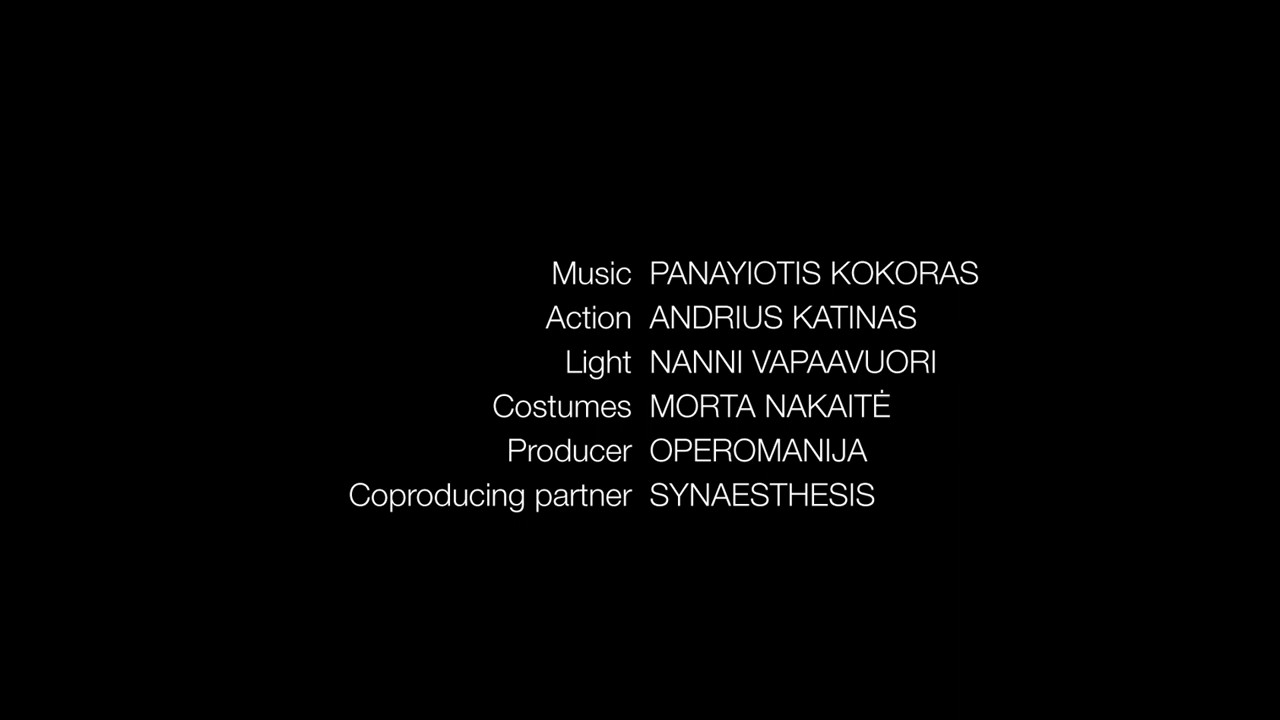 Music PANAYIOTIS KOKORAS
Action ANDRIUS KATINAS
Light NANNI VAPAAVUORI
Costumes MORTA NAKAITĖ
Producer OPEROMANIJA
Coproducing partner SYNAESTHESIS